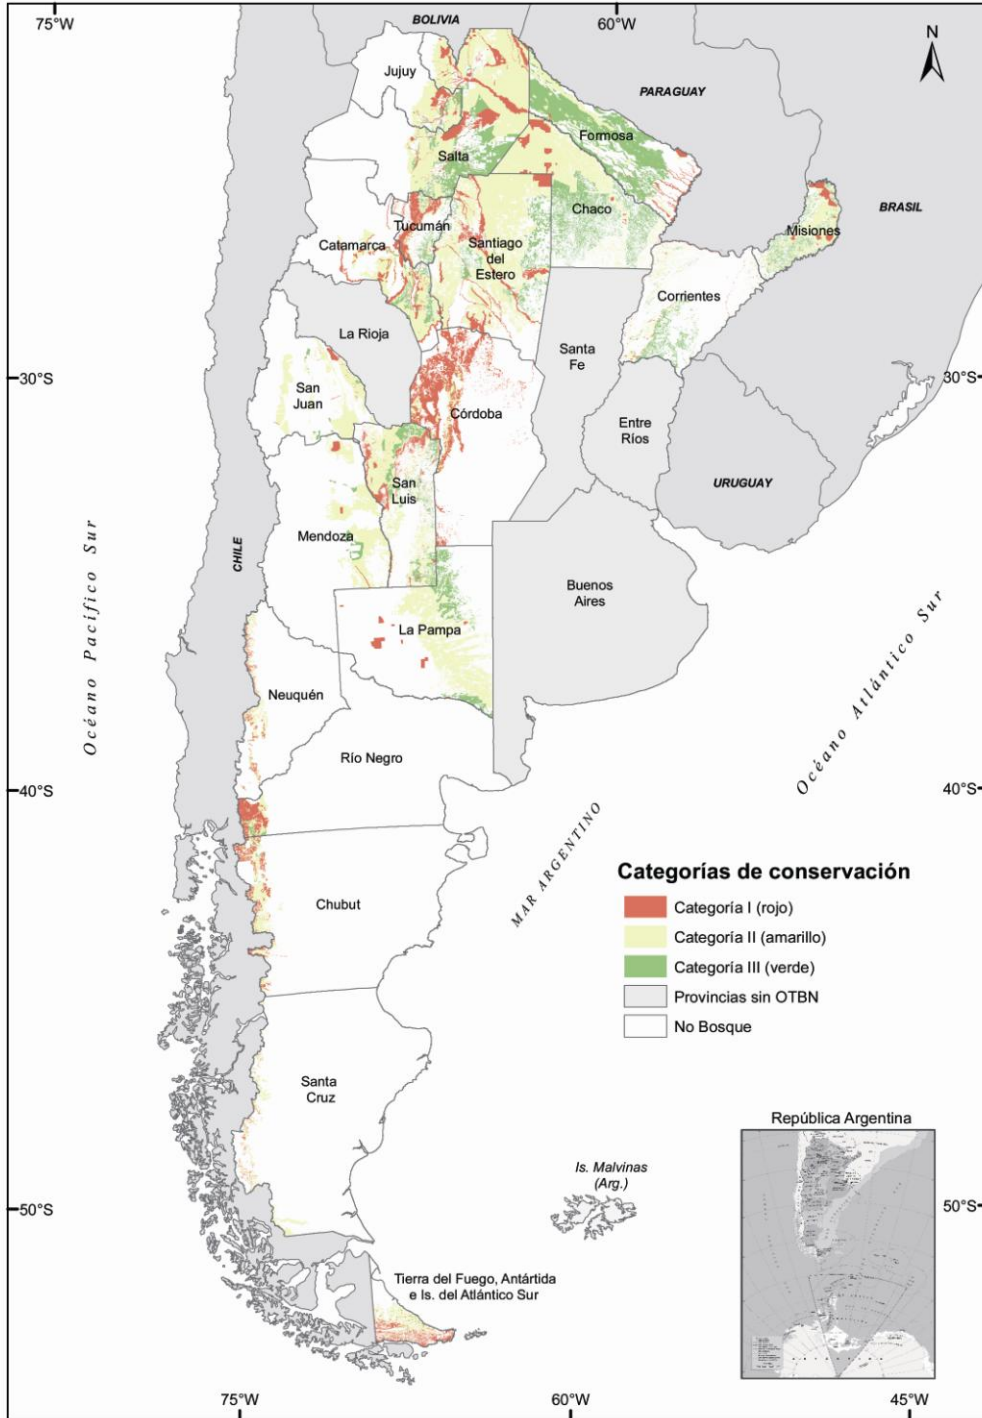 75°W
60°W
BOLIVIA
N
Jujuy
PARAGUAY
Formosa
Salta
Chaco
BRASIL
Tucumán
Misiones
Catamarca
Santiago
del
Estero
Corrientes
La Rioja
Santa
Fe
30°S
30°S
San
Juan
Córdoba
Entre
Ríos
San
Luis
URUGUAY
Mendoza
CHILE
Buenos
Aires
Océano Pacífico Sur
La Pampa
Océano Atlántico Sur
Neuquén
Río Negro
40°S
40°S
MAR ARGENTINO
Chubut
Categorías de conservación
Categoría I (rojo)
Categoría II (amarillo)
Categoría III (verde)
Provincias sin OTBN
No Bosque
Santa
Cruz
República Argentina
Is. Malvinas
(Arg.)
50°S
50°S
Tierra del Fuego, Antártida
e Is. del Atlántico Sur
75°W
60°W
45°W